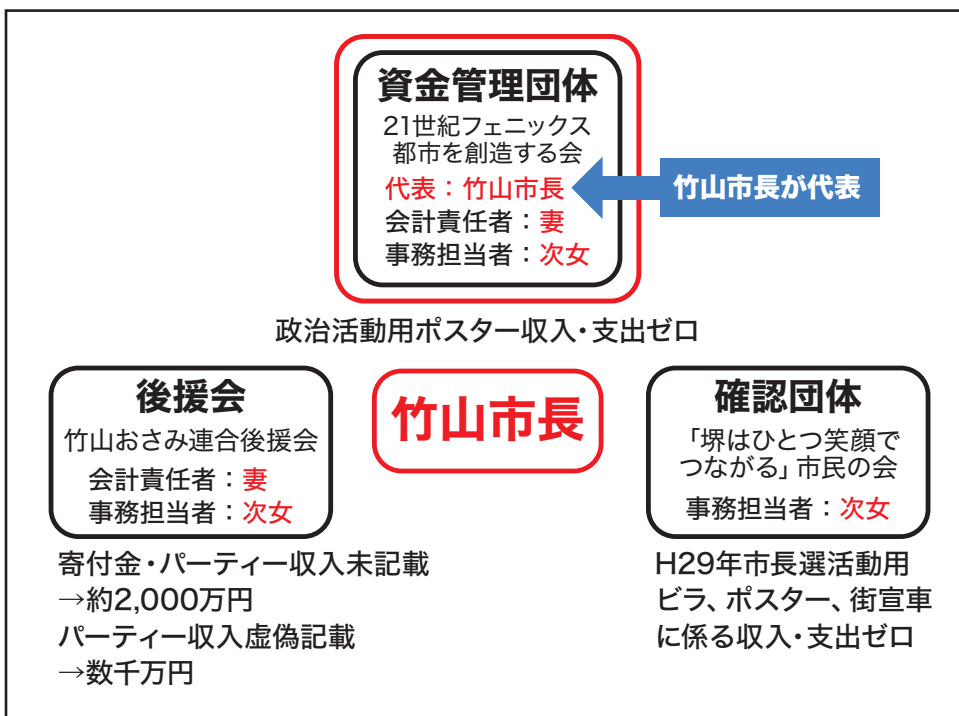 資金管理団体
21世紀フェニックス
都市を創造する会
代表：竹山市長
会計責任者：妻
事務担当者：次女
竹山市長が代表
政治活動用ポスター収入・支出ゼロ
後援会
竹山おさみ連合後援会
会計責任者：妻
事務担当者：次女
竹山市長
確認団体
「堺はひとつ笑顔で
つながる」市民の会
事務担当者：次女
寄付金・パーティー収入未記載
→約2,000万円
パーティー収入虚偽記載
→数千万円
H29年市長選活動用
ビラ、ポスター、街宣車
に係る収入・支出ゼロ